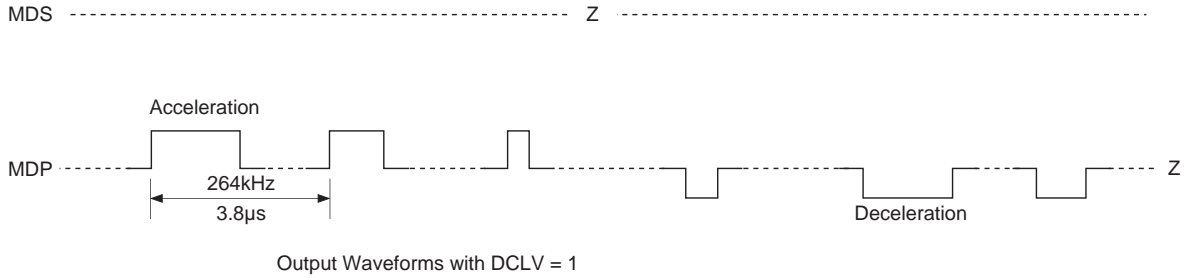 MDS Z
Acceleration
MDP Z
264kHz
3.8µs
Deceleration
Output Waveforms with DCLV = 1